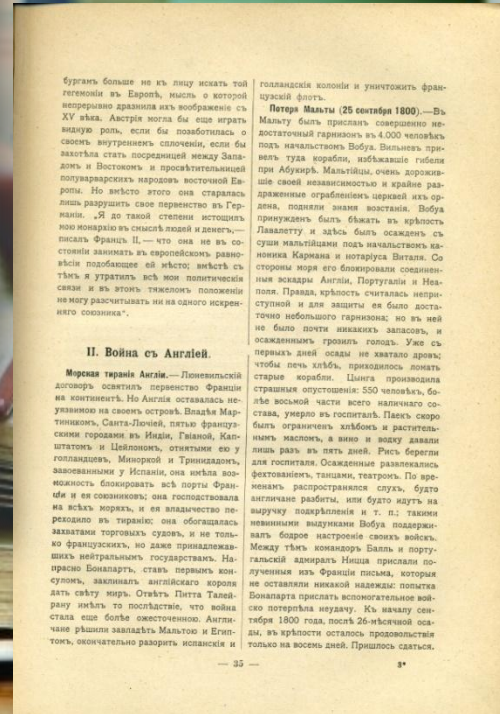 бургамъ больше не къ лицу искать той
гегемоніи въ Европѣ, мысль о которой
непрерывно дразнила ихъ воображеніе съ
XV вѣка. Австрія могла бы еще играть
видную роль, если бы позаботилась о
своемъ внутреннемъ сплоченіи, если бы
захотѣла стать посредницей между Запа-
домъ и Востокомъ и просвѣтительницей
полуварварскихъ народовъ восточной Ев-
ропы. Но вмѣсто этого она старалась
лишь разрушить свое первенство въ Гер-
маніи. „Я до такой степени истощилъ
мою монархію въ смыслѣ людей и денегъ,—
писалъ Францъ II,— что она не въ со-
стояніи занимать въ европейскомъ равно-
вѣсіи подобающее ей мѣсто; вмѣстѣ съ
тѣмъ я утратилъ всѣ мои политическія
связи и въ этомъ тяжеломъ положеніи
не могу разсчитывать ни на одного искрен-
няго союзника“.
II. Война съ Англіей.
Морская тиранія Англіи.— Люневильскій
договоръ освятилъ первенство Франціи
на континентѣ. Но Англія оставалась не-
уязвимою на своемъ островѣ. Владѣя Мар-
тиникомъ, Санта-Лючіей, пятью француз-
скими городами въ Индіи, Гвіаной, Кап-
штатомъ и Цейлономъ, отнятыми ею у
голландцевъ, Миноркой и Тринидадомъ,
завоеванными у Испаніи, она имѣла воз-
можность блокировать всѣ порты Фран-
ціи и ея союзниковъ; она господствовала
на всѣхъ моряхъ, и ея владычество пе-
реходило въ тиранію; она обогащалась
захватами торговыхъ судовъ, и не толь-
ко французскихъ, но даже принадлежав-
шихъ нейтральнымъ государствамъ. На-
прасно Бонапартъ, ставъ первымъ кон-
суломъ, заклиналъ англійскаго короля
дать свѣту миръ. Отвѣтъ Питта Талей-
рану имѣлъ то послѣдствіе, что война
стала еще болѣе ожесточенною. Англи-
чане рѣшили завладѣть Мальтою и Егип-
томъ, окончательно разорить испанскія и
голландскія колоніи и уничтожить фран-
цузскій флотъ.
Потеря Мальты (25 сентября 1800).—Въ
Мальту былъ присланъ совершенно не-
достаточный гарнизонъ въ 4.000 человѣкъ
подъ начальствомъ Вобуа. Вильневъ при-
велъ туда корабли, избѣжавшіе гибели
при Абукирѣ. Мальтійцы, очень дорожив-
шіе своей независимостью и крайне раз-
драженные ограбленіемъ церквей ихъ ор-
дена, подняли знамя возстанія. Вобуа
принужденъ былъ бѣжать въ крѣпость
Лавалетту и здѣсь былъ осажденъ съ
суши мальтійцами подъ начальствомъ ка-
ноника Кармана и нотаріуса Виталя. Со
стороны моря его блокировали соединен-
ныя эскадры Англіи, Португаліи и Неа-
поля. Правда, крѣпость считалась непри-
ступной и для защиты ея было доста-
точно небольшого гарнизона; но въ ней
не было почти никакихъ запасовъ, и
осажденнымъ грозилъ голодъ. Уже съ
первыхъ дней осады не хватало дровъ;
чтобы печь хлѣбъ, приходилось ломать
старые корабли. Цынга производила
страшныя опустошенія: 550 человѣкъ, бо-
лѣе восьмой части всего наличнаго со-
става, умерло въ госпиталѣ. Паекъ скоро
былъ ограниченъ хлѣбомъ и раститель-
нымъ масломъ, а вино и водку давали
лишь разъ въ пять дней. Рисъ берегли
для госпиталя. Осажденные развлекались
фехтованіемъ, танцами, театромъ. По вре-
менамъ распространялся слухъ, будто
англичане разбиты, или будто идутъ на
выручку подкрѣпленія и т. п.; такими
невинными выдумками Вобуа поддержи-
валъ бодрое настроеніе своихъ войскъ.
Между тѣмъ командоръ Балль и порту-
гальскій адмиралъ Ницца прислали по-
лученныя изъ Франціи письма, которыя
не оставляли никакой надежды: попытка
Бонапарта прислать вспомогательное вой-
ско потерпѣла неудачу. Къ началу сен-
тября 1800 года, послѣ 26-мѣсячной оса-
ды, въ крѣпости осталось продовольствія
только на восемь дней. Пришлось сдаться.
— 35 —
3*